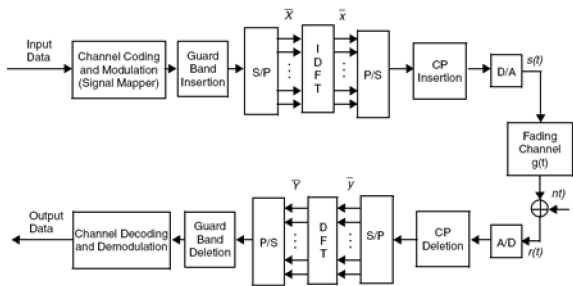 X
x
Input
Data
Channel Coding
and Modulation
(Signal Mapper)
Guard
Band
Insertion
S/P
I
D
F
T
P/S
CP
Insertion
D/A
s(t)
Fading
Channel
g(t)
nt)
r(t)
A/D
CP
Deletion
S/P
y
D
F
T
Y
P/S
Guard
Band
Deletion
Channel Decoding
and Demodulation
Output
Data